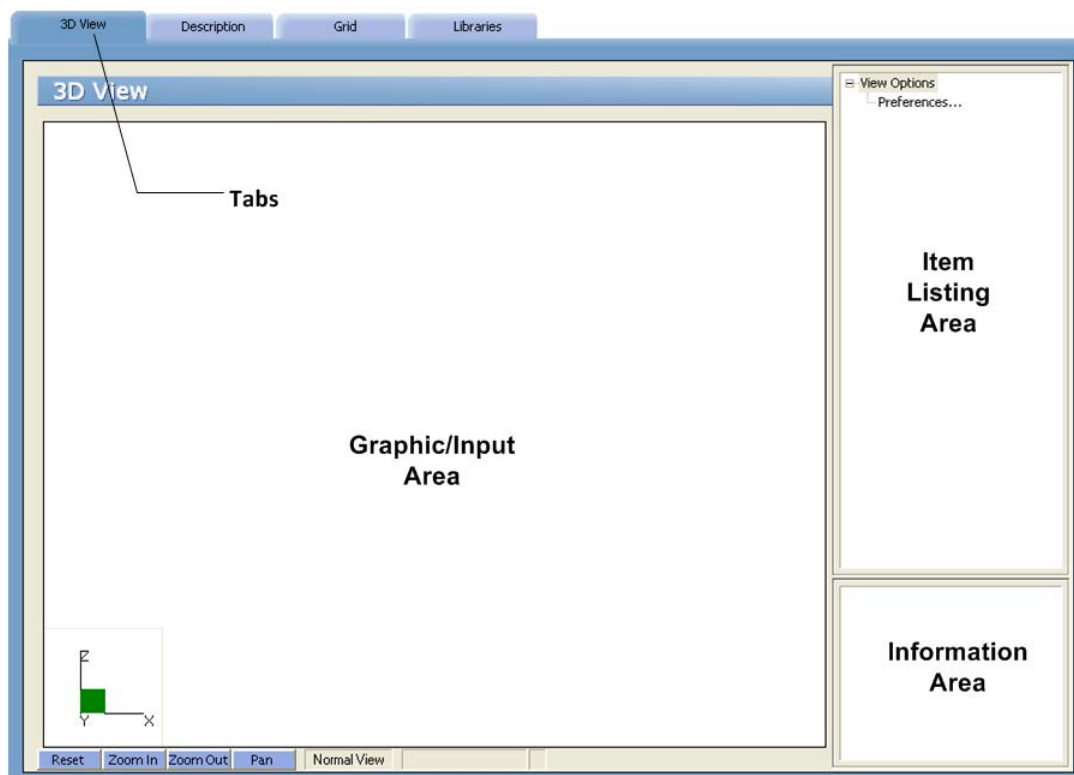 3D View
Description
Grid
Libraries
3D View
View Options
Preferences...
Tabs
Item
Listing
Area
Graphic/Input
Area
Information
Area
Z
Y
X
Reset
Zoom In
Zoom Out
Pan
Normal View